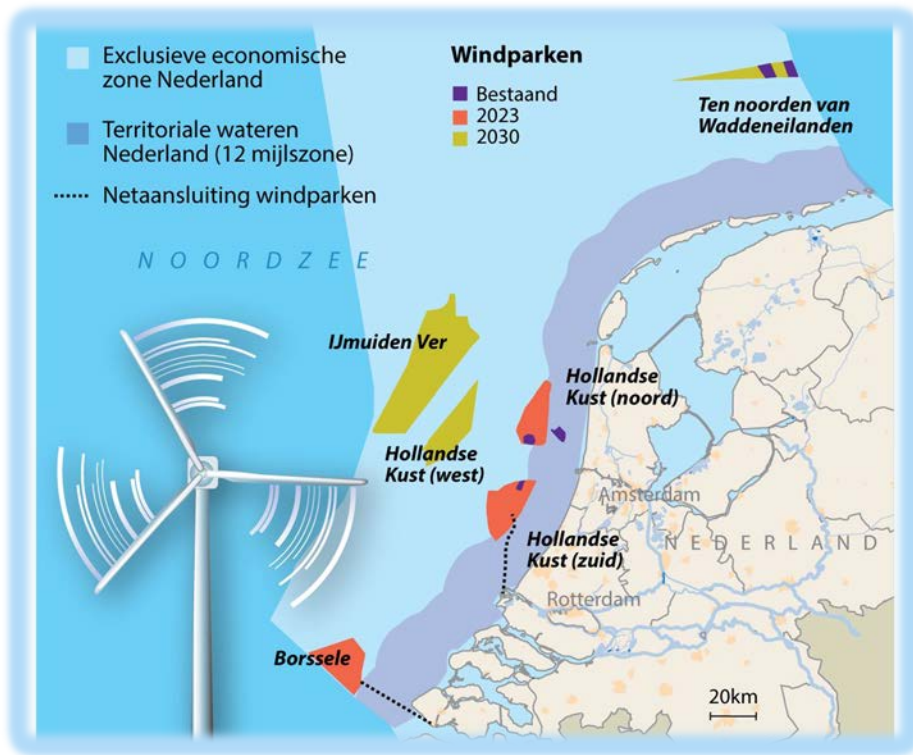 Exclusieve economische
zone Nederland
Territoriale wateren
Nederland (12 mijlszone)
Netaansluiting windparken
Windparken
Bestaand
2023
2030
Ten noorden van
Waddeneilanden
NOORDZEE
IJmuiden Ver
Hollandse
Kust (noord)
Hollandse
Kust (west)
Amsterdam
NEDERLAND
Hollandse
Kust (zuid)
Rotterdam
Borssele
20km